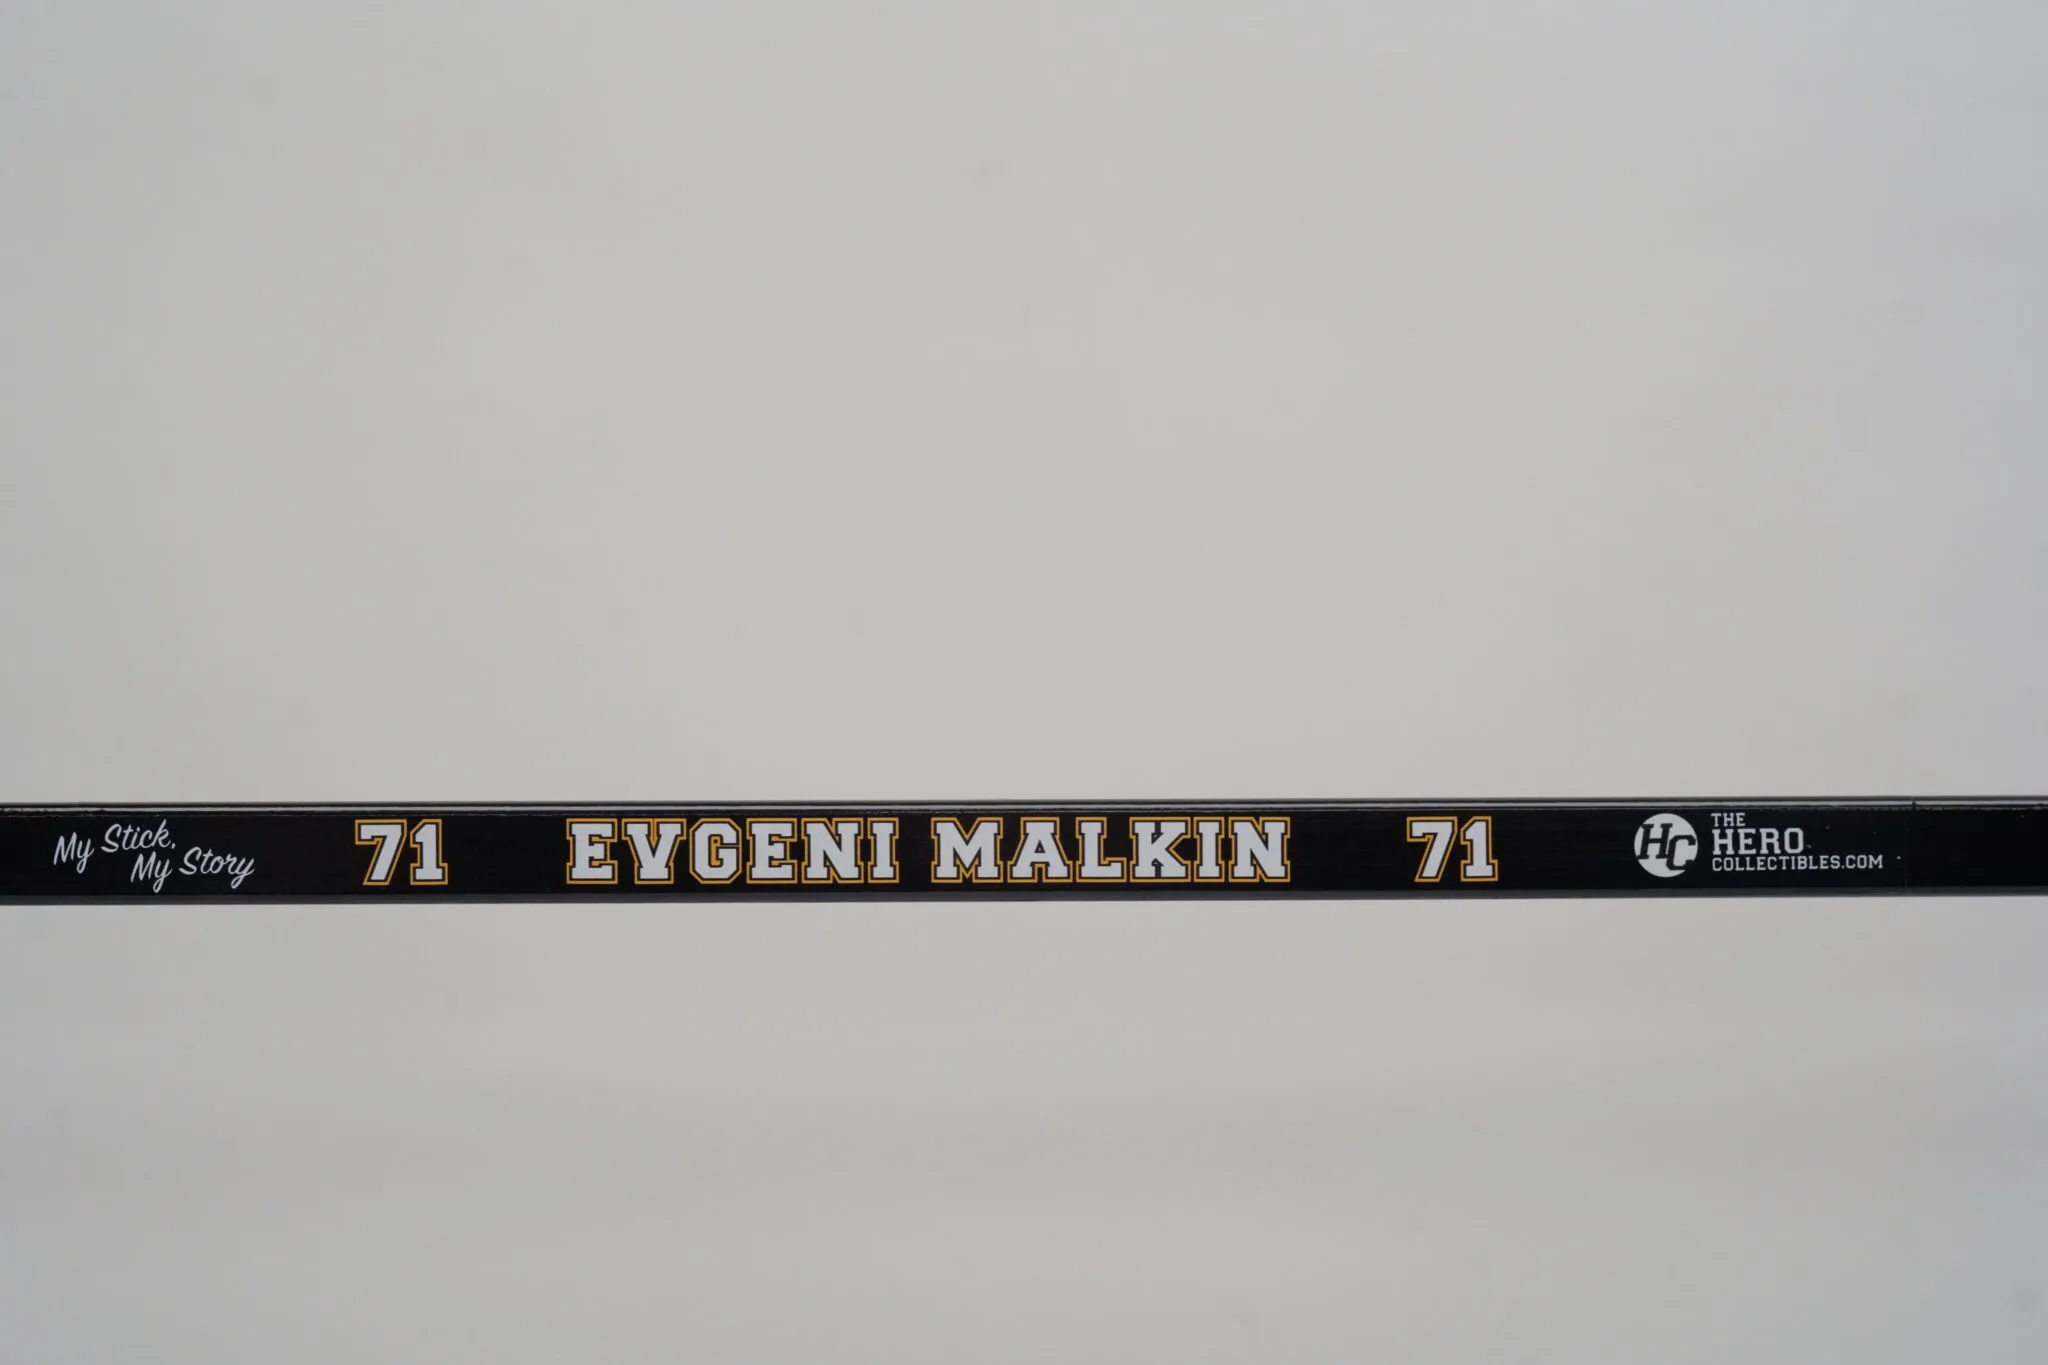 My Stick,
My Story
71 EVGENI MALKIN 71
HC
THE
HERO
COLLECTIBLES.COM